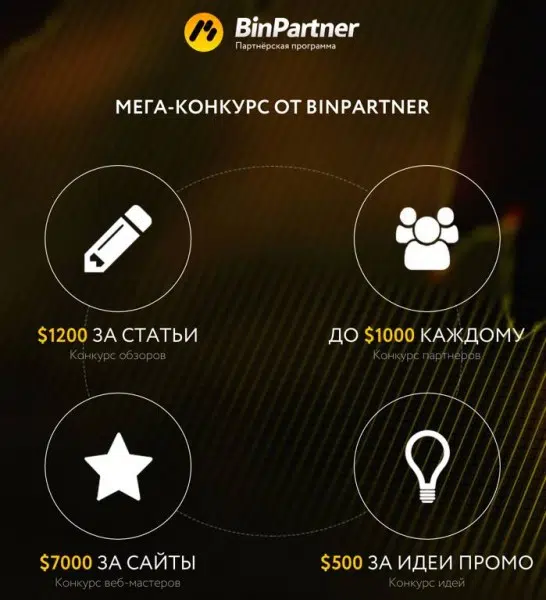 BinPartner
Партнёрская программа
МЕГА-КОНКУРС ОТ BINPARTNER
$1200 ЗА СТАТЬИ
Конкурс обзоров
ДО $1000 КАЖДОМУ
Конкурс партнёров
$7000 ЗА САЙТЫ
Конкурс веб-мастеров
$500 ЗА ИДЕИ ПРОМО
Конкурс идей